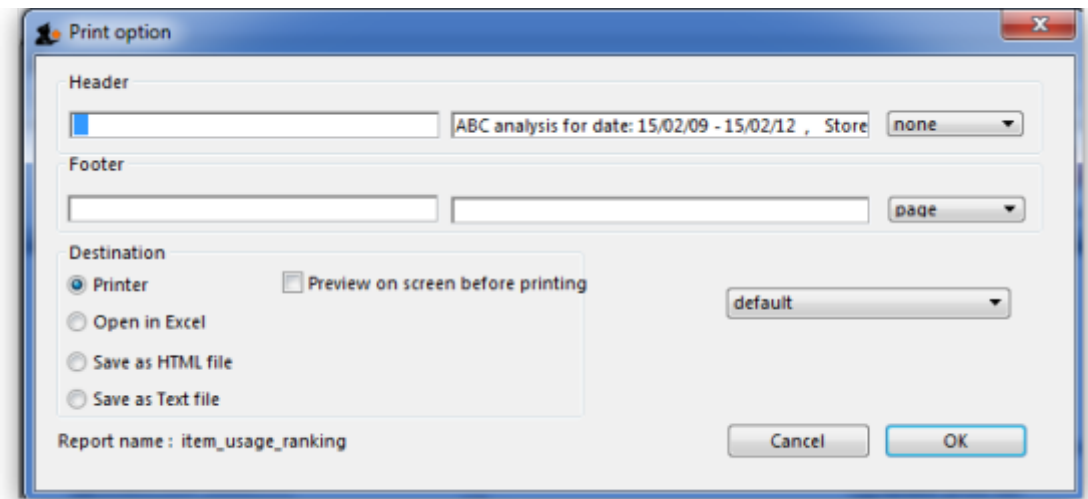 Print option
Header
ABC analysis for date: 15/02/09 - 15/02/12 , Store none
Footer
page
Destination
Printer Preview on screen before printing
default
Open in Excel
Save as HTML file
Save as Text file
Report name : item_usage_ranking Cancel OK